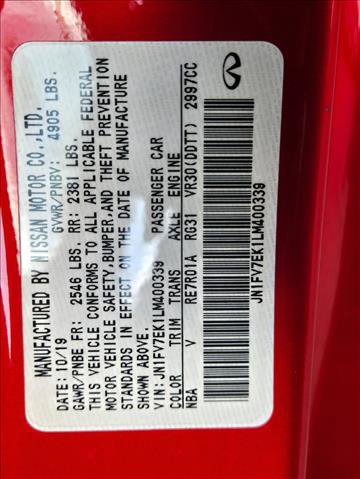 MANUFACTURED BY NISSAN MOTOR CO.,LTD.
10/19 GVWR/PNBV: 4905 LBS.
GAWR/PNBE FR: 2546 LBS. RR: 2381 LBS.
THIS VEHICLE CONFORMS TO ALL APPLICABLE FEDERAL
MOTOR VEHICLE SAFETY,BUMPER,AND THEFT PREVENTION
STANDARDS IN EFFECT ON THE DATE OF MANUFACTURE
SHOWN ABOVE.
VIN: JN1FV7EK1LM400339 PASSENGER CAR
COLOR TRIM TRANS AXLE ENGINE
NBA V RE7R01A RG31 VR30(DDTT) 2997CC
JN1FV7EK1LM400339